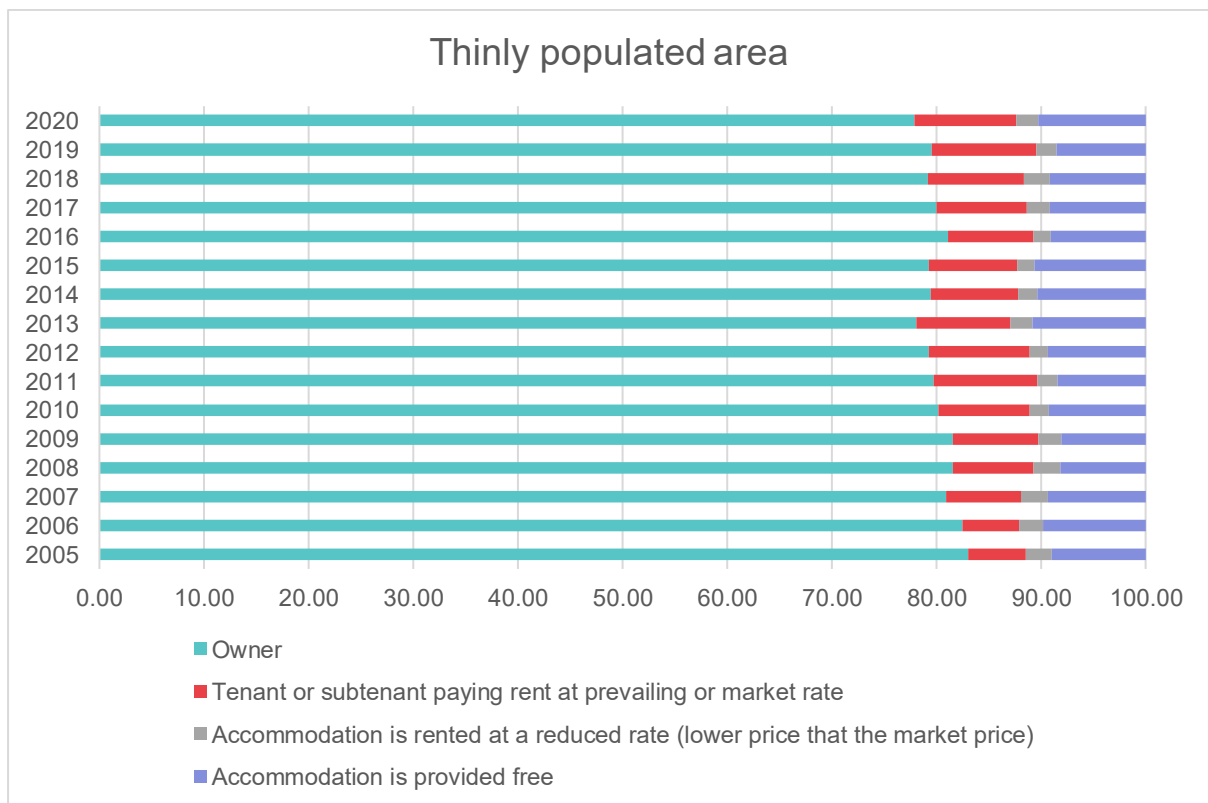 Thinly populated area
2020
2019
2018
2017
2016
2015
2014
2013
2012
2011
2010
2009
2008
2007
2006
2005
0.00 10.00 20.00 30.00 40.00 50.00 60.00 70.00 80.00 90.00 100.00
Owner
Tenant or subtenant paying rent at prevailing or market rate
Accommodation is rented at a reduced rate (lower price that the market price)
Accommodation is provided free